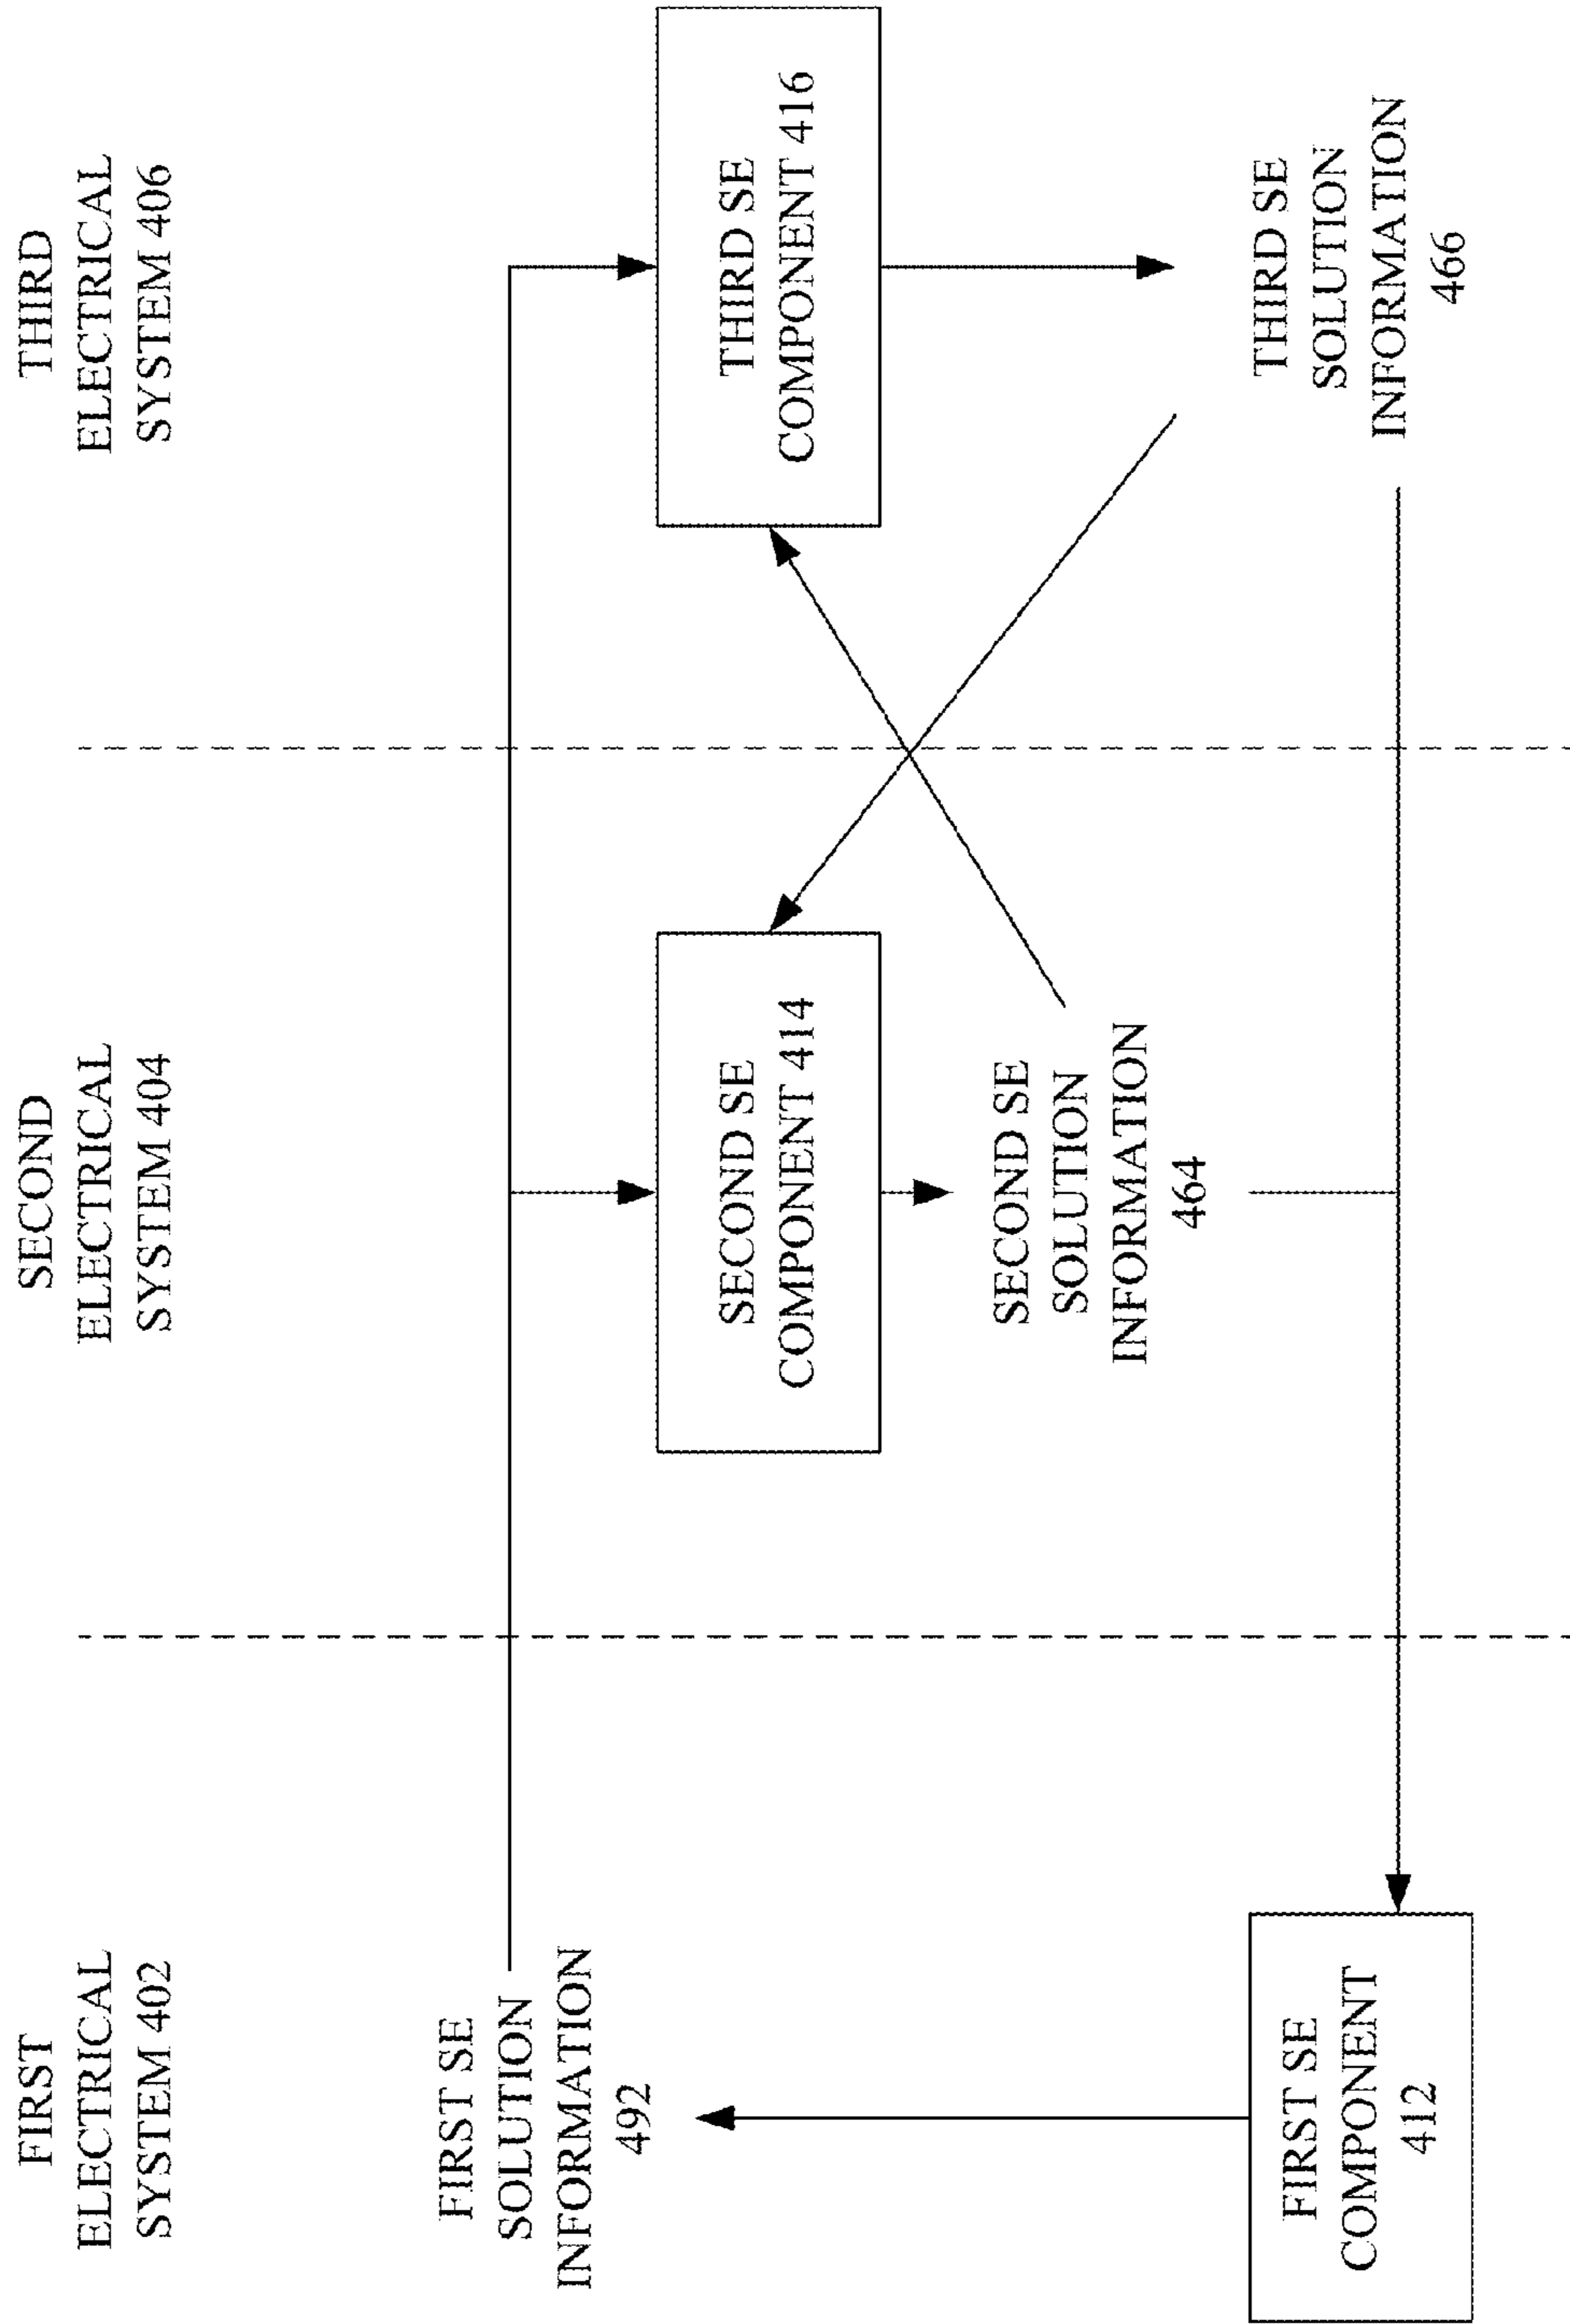 FIRST
ELECTRICAL
SYSTEM 402
SECOND
ELECTRICAL
SYSTEM 404
THIRD
ELECTRICAL
SYSTEM 406
FIRST SE
SOLUTION
INFORMATION
492
SECOND SE
COMPONENT 414
THIRD SE
COMPONENT 416
SECOND SE
SOLUTION
INFORMATION
464
FIRST SE
COMPONENT
412
THIRD SE
SOLUTION
INFORMATION
466